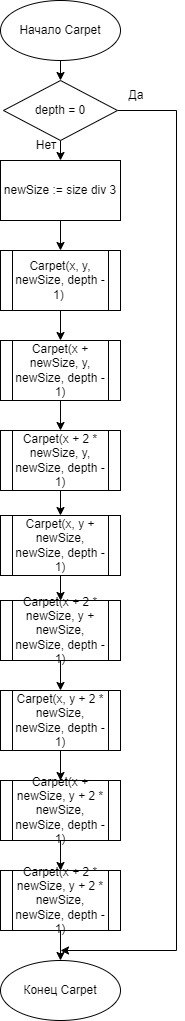 Начало Carpet
depth = 0
Да
Нет
newSize := size div 3
Carpet(x, y,
newSize, depth -
1)
Carpet(x +
newSize, y,
newSize, depth -
1)
Carpet(x + 2 *
newSize, y,
newSize, depth -
1)
Carpet(x, y +
newSize,
newSize, depth -
1)
Carpet(x + 2 *
newSize, y +
newSize,
newSize, depth -
1)
Carpet(x, y + 2 *
newSize,
newSize, depth -
1)
Carpet(x +
newSize, y + 2 *
newSize,
newSize, depth -
1)
Carpet(x + 2 *
newSize, y + 2 *
newSize,
newSize, depth -
1)
Конец Carpet